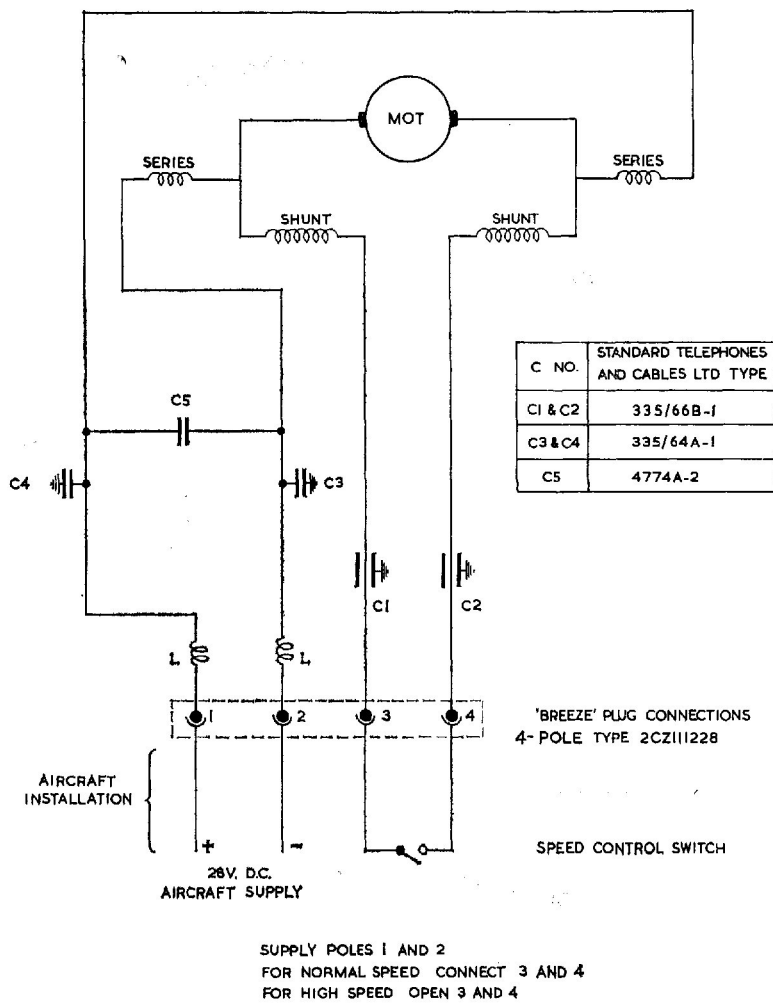 MOT
SERIES
SERIES
SHUNT
SHUNT
C NO. STANDARD TELEPHONES AND CABLES LTD TYPE
C1 & C2 335/66B-1
C3 & C4 335/64A-1
C5 4774A-2
C5
C4
C3
C1
C2
L
L
1
2
3
4
'BREEZE' PLUG CONNECTIONS
4-POLE TYPE 2CZ111228
AIRCRAFT
INSTALLATION
+
-
28V. D.C.
AIRCRAFT SUPPLY
SPEED CONTROL SWITCH
SUPPLY POLES 1 AND 2
FOR NORMAL SPEED CONNECT 3 AND 4
FOR HIGH SPEED OPEN 3 AND 4